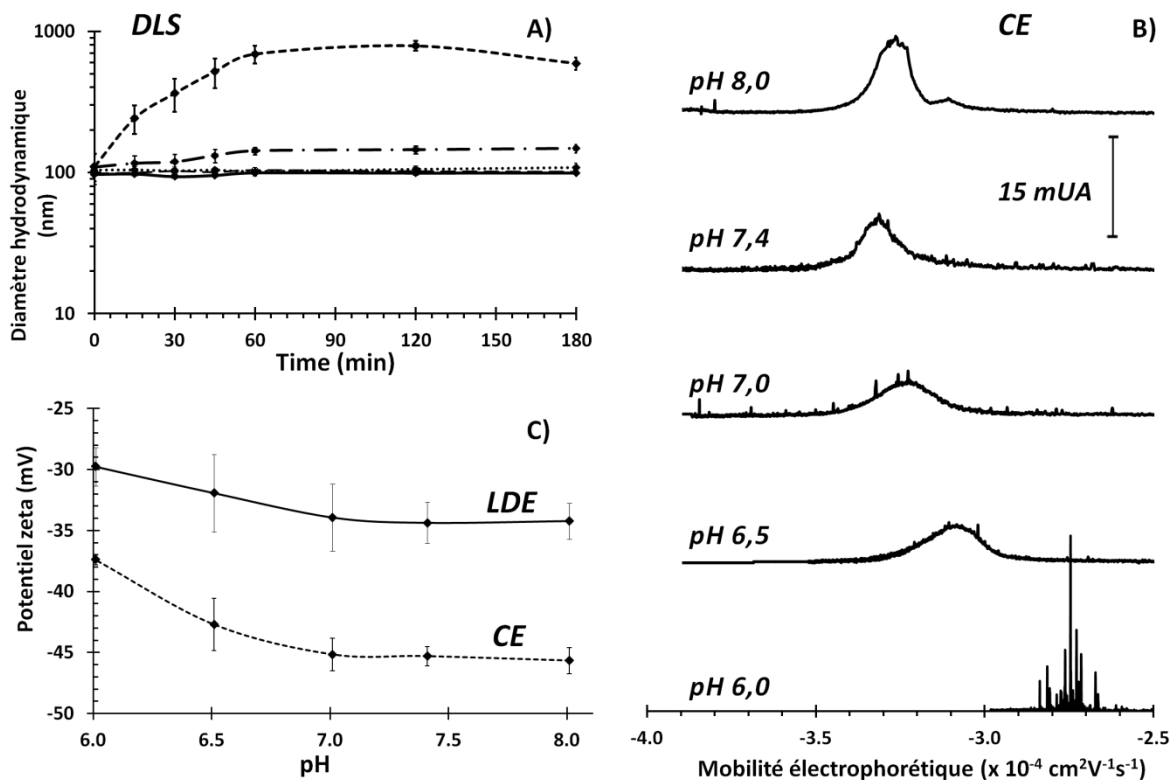 DLS
A)
1000
100
10
Diamètre hydrodynamique
(nm)
0
30
60
90
120
150
180
Time (min)
C)
-25
-30
-35
-40
-45
-50
Potentiel zeta (mV)
LDE
CE
6.0
6.5
7.0
7.5
8.0
pH
CE
B)
pH 8,0
15 mUA
pH 7,4
pH 7,0
pH 6,5
pH 6,0
-4.0
-3.5
-3.0
-2.5
Mobilité électrophorétique (x 10⁻⁴ cm²V⁻¹s⁻¹)